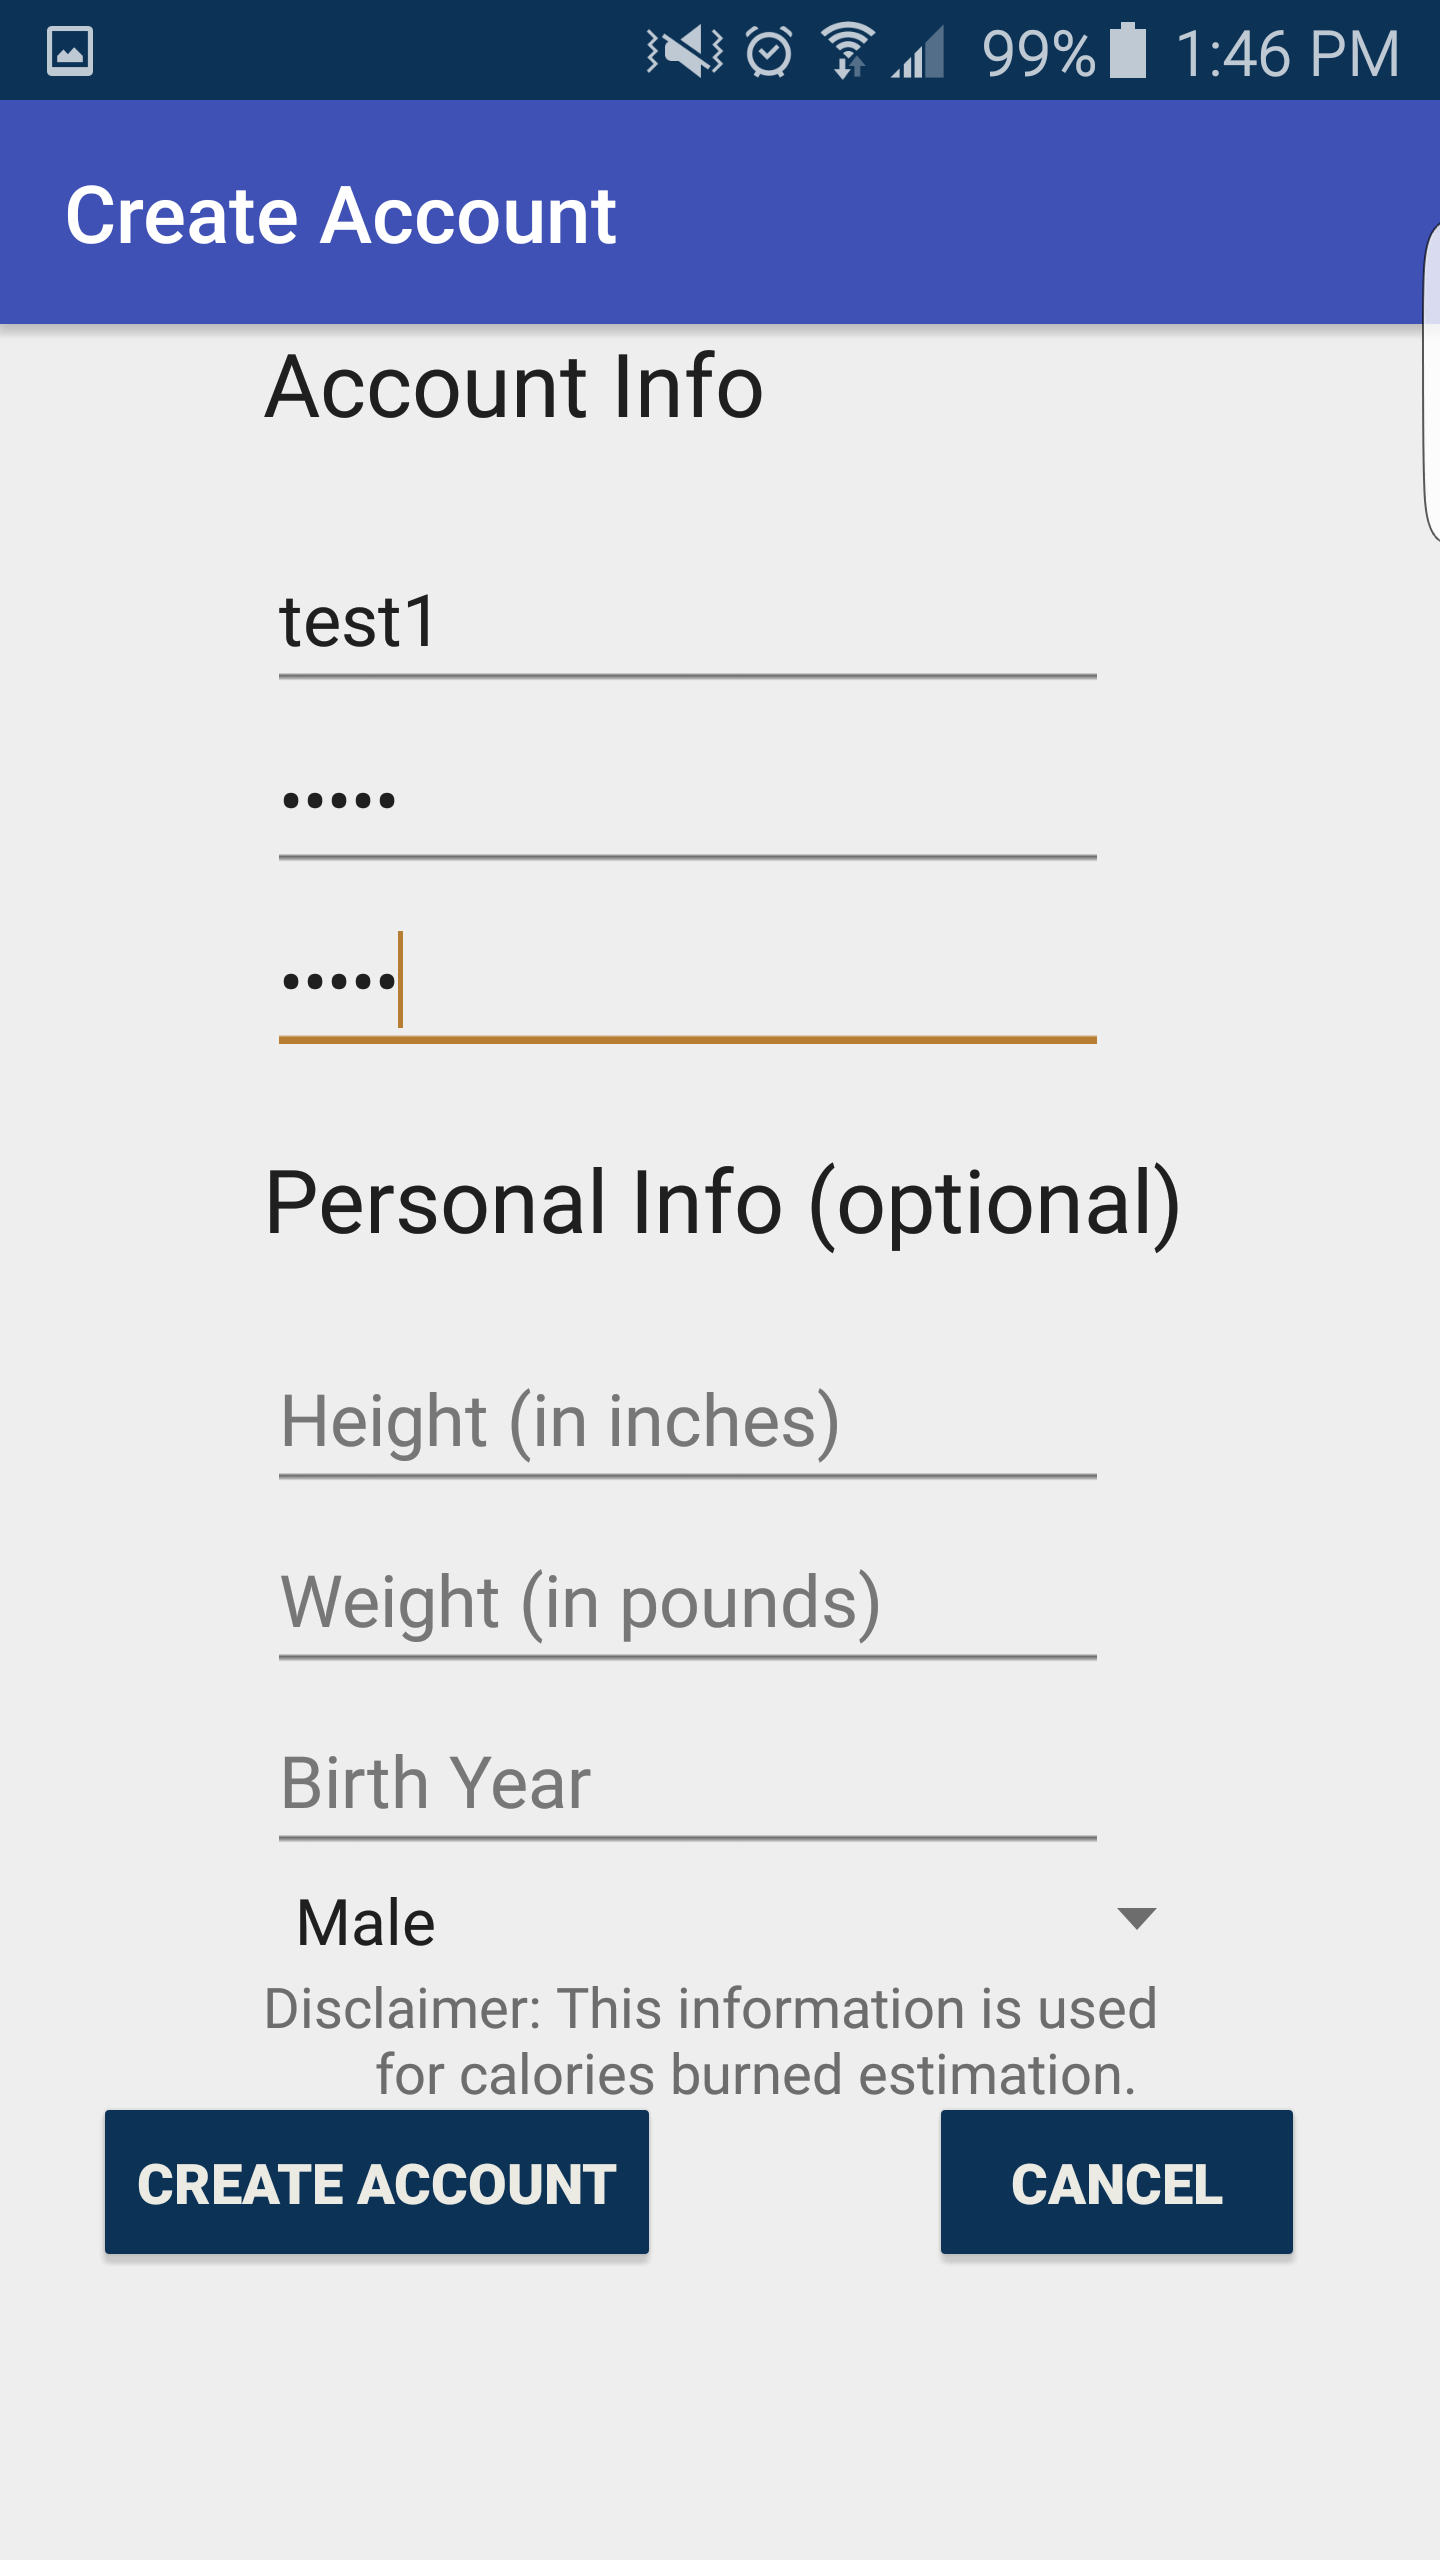 99% 1:46 PM
Create Account
Account Info
test1
•••••
•••••
Personal Info (optional)
Height (in inches)
Weight (in pounds)
Birth Year
Male
Disclaimer: This information is used
for calories burned estimation.
CREATE ACCOUNT CANCEL